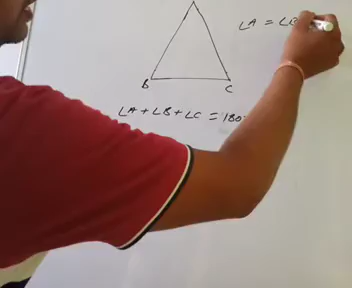 ∠A = ∠B
B
C
∠A + ∠B + ∠C = 180°